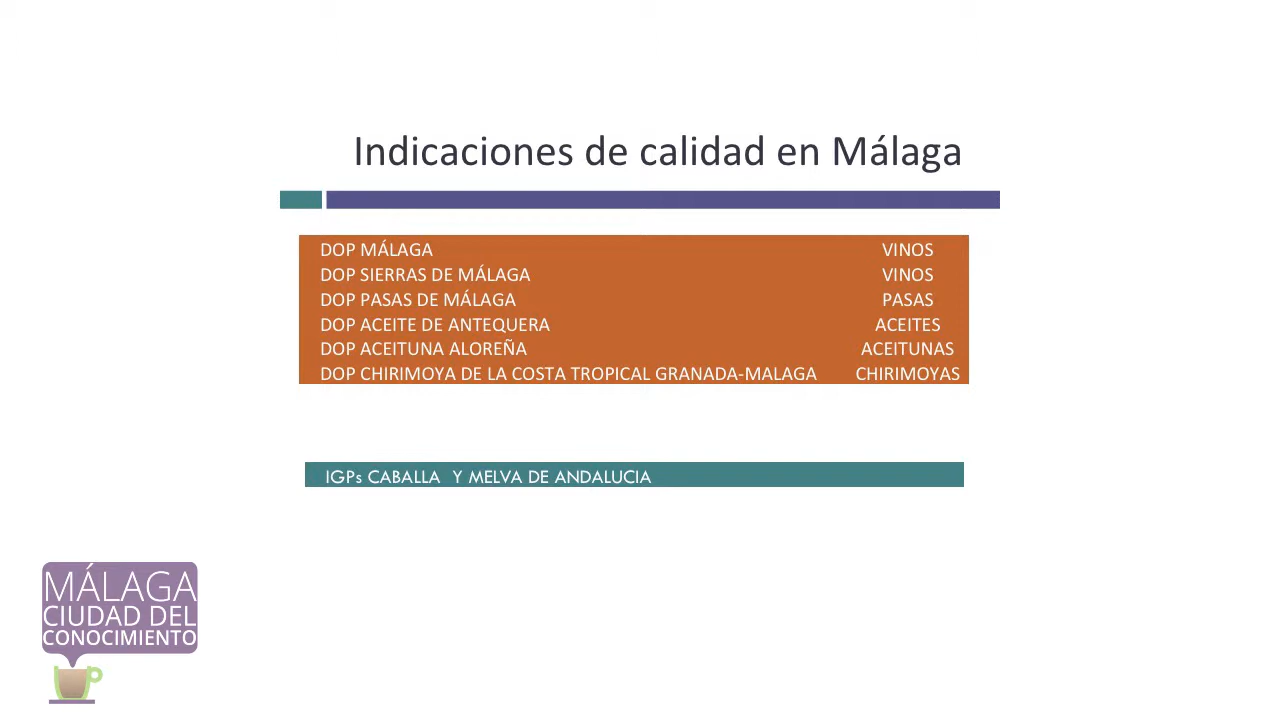 Indicaciones de calidad en Málaga
DOP MÁLAGA VINOS
DOP SIERRAS DE MÁLAGA VINOS
DOP PASAS DE MÁLAGA PASAS
DOP ACEITE DE ANTEQUERA ACEITES
DOP ACEITUNA ALOREÑA ACEITUNAS
DOP CHIRIMOYA DE LA COSTA TROPICAL GRANADA-MALAGA CHIRIMOYAS
IGPs CABALLA Y MELVA DE ANDALUCIA
MÁLAGA
CIUDAD DEL
CONOCIMIENTO